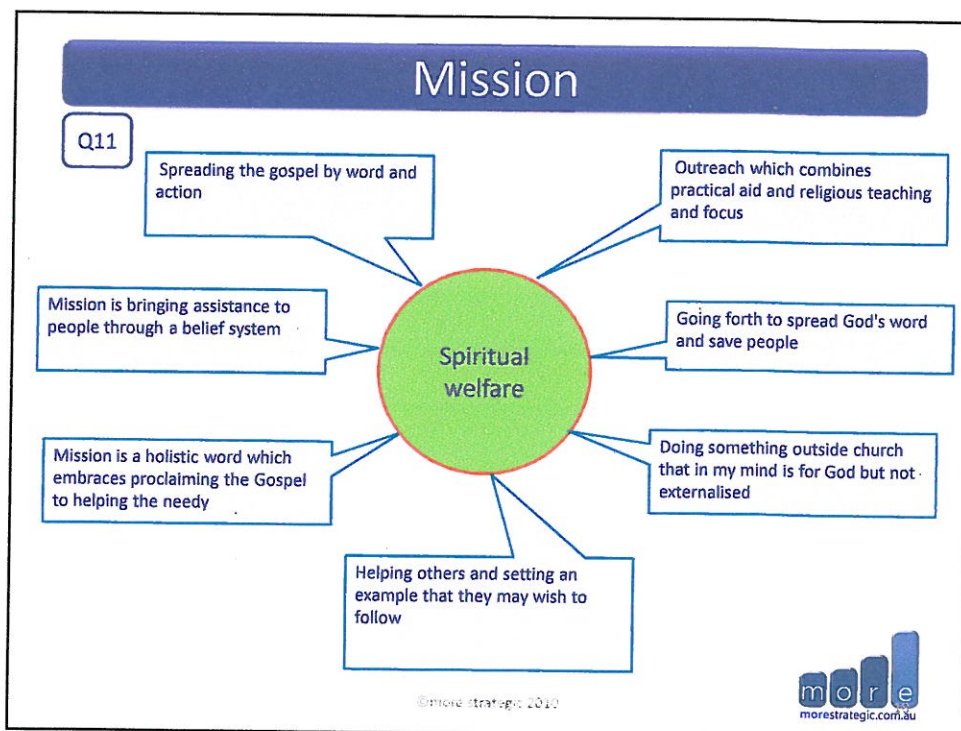 Mission
Q11
Spreading the gospel by word and
action
Outreach which combines
practical aid and religious teaching
and focus
Mission is bringing assistance to
people through a belief system
Going forth to spread God's word
and save people
Spiritual
welfare
Mission is a holistic word which
embraces proclaiming the Gospel
to helping the needy
Doing something outside church
that in my mind is for God but not
externalised
Helping others and setting an
example that they may wish to
follow
©more strategic 2010
more
morestrategic.com.au